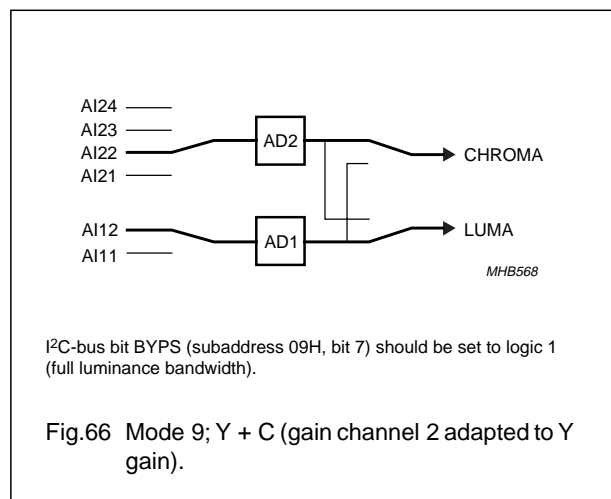 AI24
AI23
AI22
AI21
AD2
CHROMA
AI12
AI11
AD1
LUMA
MHB568
I²C-bus bit BYPS (subaddress 09H, bit 7) should be set to logic 1
(full luminance bandwidth).
Fig.66 Mode 9; Y + C (gain channel 2 adapted to Y
gain).